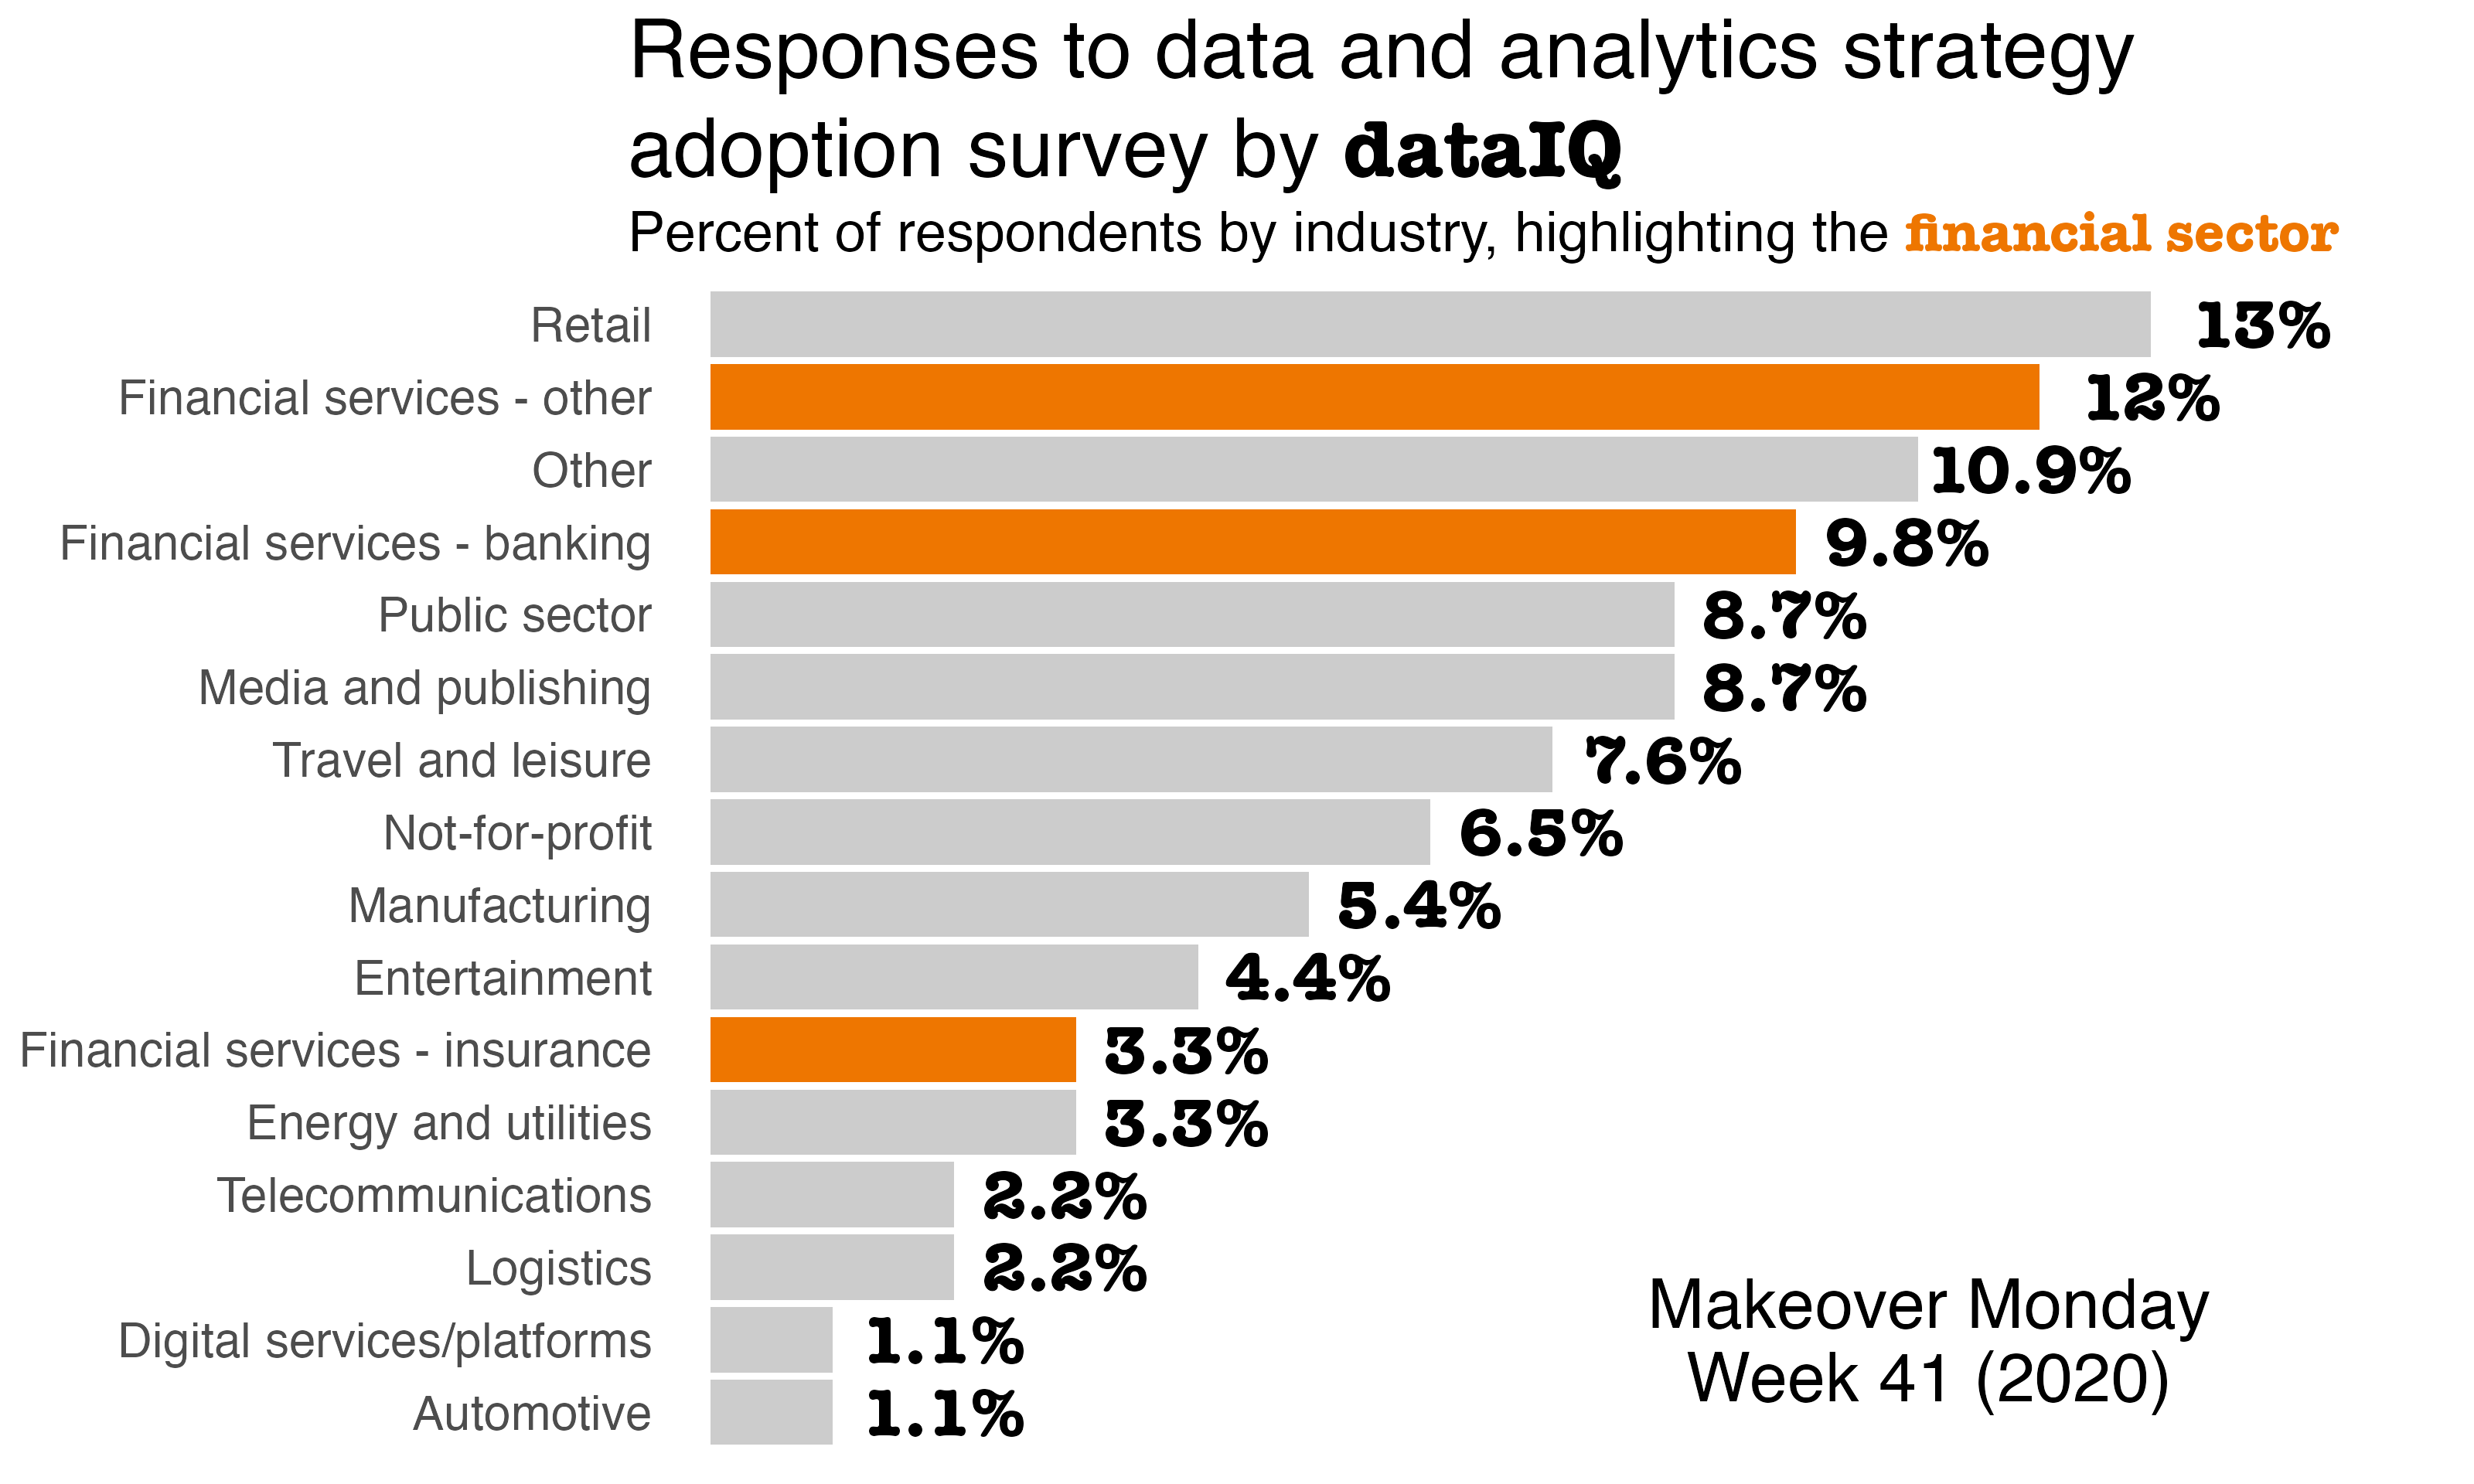 Responses to data and analytics strategy
adoption survey by dataIQ
Percent of respondents by industry, highlighting the financial sector
Retail 13%
Financial services - other 12%
Other 10.9%
Financial services - banking 9.8%
Public sector 8.7%
Media and publishing 8.7%
Travel and leisure 7.6%
Not-for-profit 6.5%
Manufacturing 5.4%
Entertainment 4.4%
Financial services - insurance 3.3%
Energy and utilities 3.3%
Telecommunications 2.2%
Logistics 2.2%
Digital services/platforms 1.1%
Automotive 1.1%
Makeover Monday
Week 41 (2020)